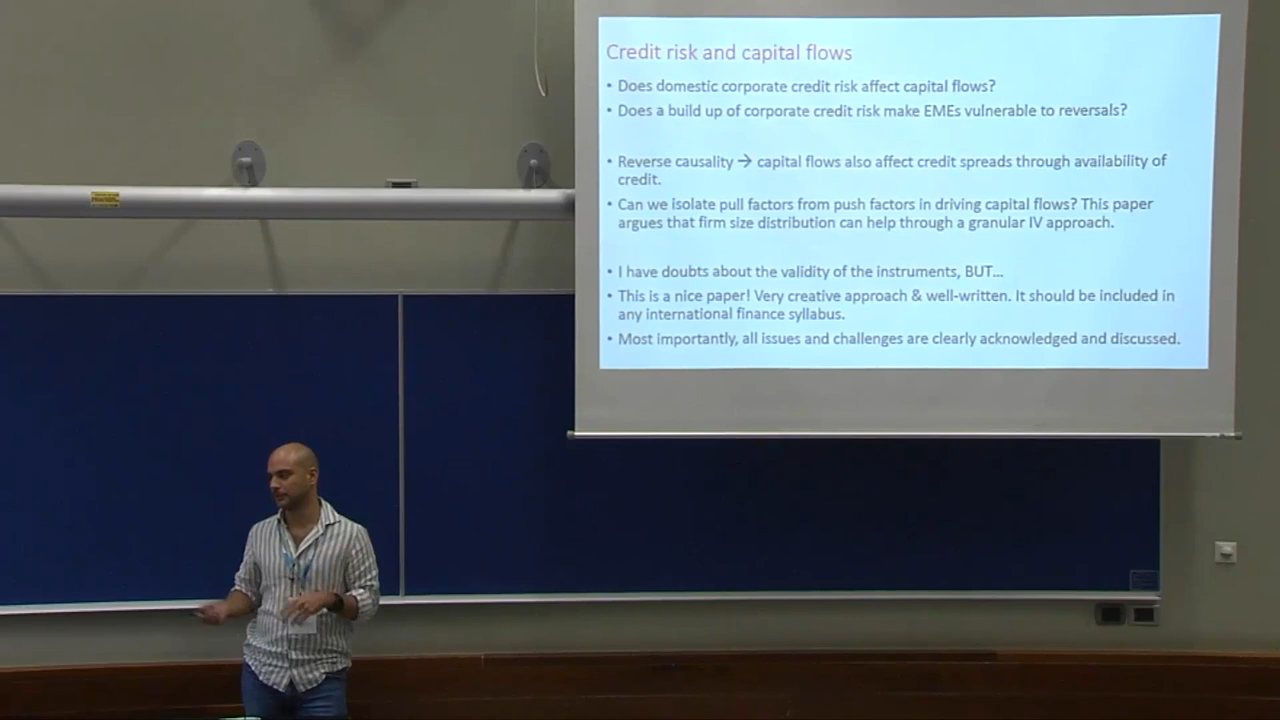 Credit risk and capital flows
• Does domestic corporate credit risk affect capital flows?
• Does a build up of corporate credit risk make EMEs vulnerable to reversals?
• Reverse causality → capital flows also affect credit spreads through availability of
credit.
• Can we isolate pull factors from push factors in driving capital flows? This paper
argues that firm size distribution can help through a granular IV approach.
• I have doubts about the validity of the instruments, BUT...
• This is a nice paper! Very creative approach & well-written. It should be included in
any international finance syllabus.
• Most importantly, all issues and challenges are clearly acknowledged and discussed.